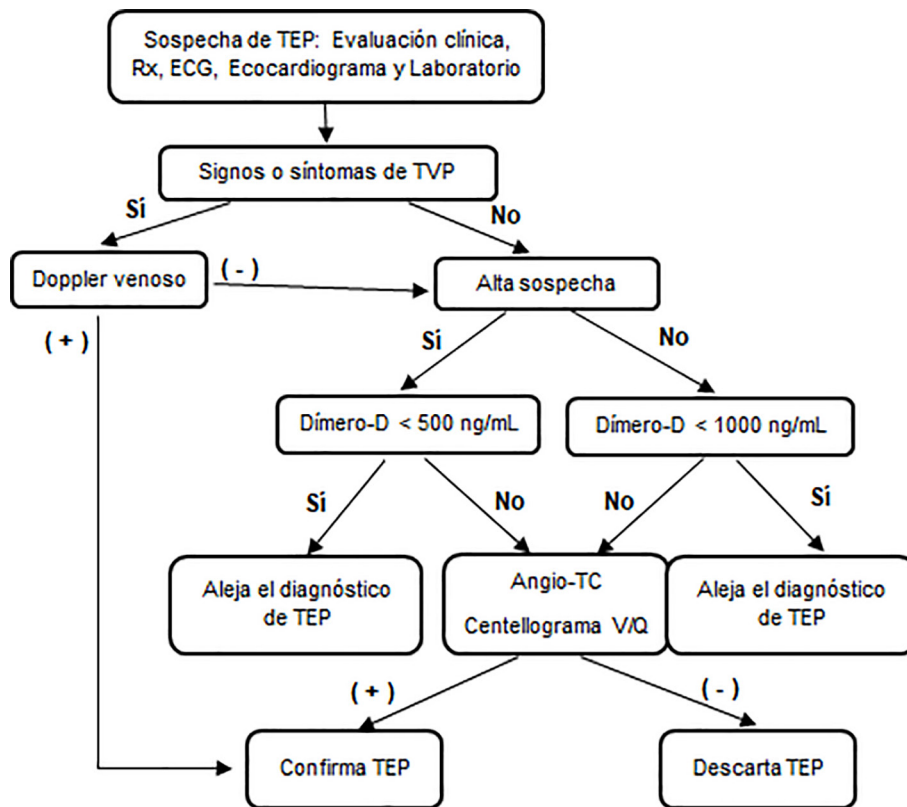 Sospecha de TEP: Evaluación clínica,
Rx, ECG, Ecocardiograma y Laboratorio
Signos o síntomas de TVP
Sí
No
Doppler venoso
( - )
Alta sospecha
( + )
Sí
No
Dímero-D < 500 ng/mL
Dímero-D < 1000 ng/mL
Sí
No
No
Sí
Aleja el diagnóstico
de TEP
Angio-TC
Centellograma V/Q
Aleja el diagnóstico
de TEP
( + )
( - )
Confirma TEP
Descarta TEP